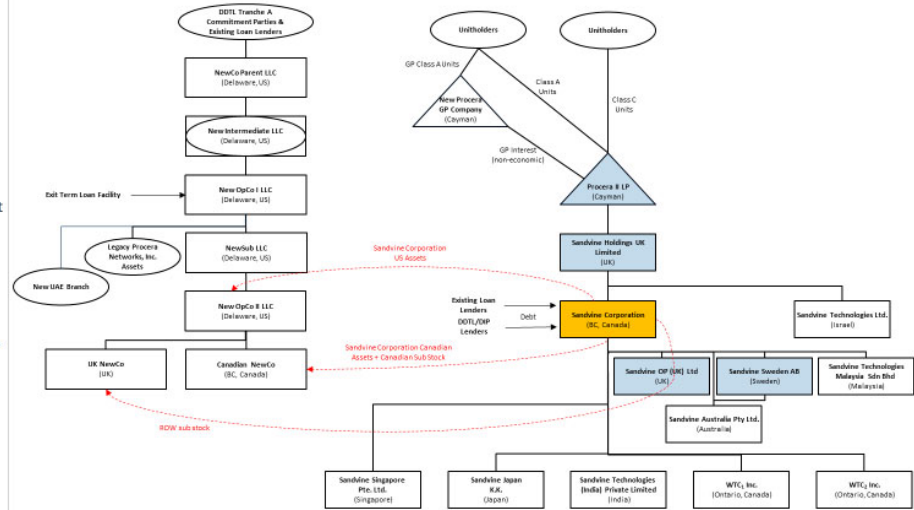 DDTL Tranche A
Commitment Parties &
Existing Loan Lenders
NewCo Parent LLC
(Delaware, US)
New Intermediate LLC
(Delaware, US)
Exit Term Loan Facility
New OpCo I LLC
(Delaware, US)
t
Legacy Procera
Networks, Inc.
Assets
NewSub LLC
(Delaware, US)
New UAE Branch
New OpCo II LLC
(Delaware, US)
UK NewCo
(UK)
Canadian NewCo
(BC, Canada)
Unitholders
Unitholders
GP Class A Units
Class A
Units
Class C
Units
New Procera
GP Company
(Cayman)
GP Interest
(non-economic)
Procera II LP
(Cayman)
Sandvine Holdings UK
Limited
(UK)
Sandvine Corporation
US Assets
Existing Loan
Lenders
DDTL/DIP
Lenders
Debt
Sandvine Corporation
(BC, Canada)
Sandvine Technologies Ltd.
(Israel)
Sandvine Corporation Canadian
Assets + Canadian Sub Stock
Sandvine OP (UK) Ltd
(UK)
Sandvine Sweden AB
(Sweden)
Sandvine Technologies
Malaysia Sdn Bhd
(Malaysia)
Sandvine Australia Pty Ltd.
(Australia)
ROW sub stock
Sandvine Singapore
Pte. Ltd.
(Singapore)
Sandvine Japan
K.K.
(Japan)
Sandvine Technologies
(India) Private Limited
(India)
WTC1 Inc.
(Ontario, Canada)
WTC2 Inc.
(Ontario, Canada)